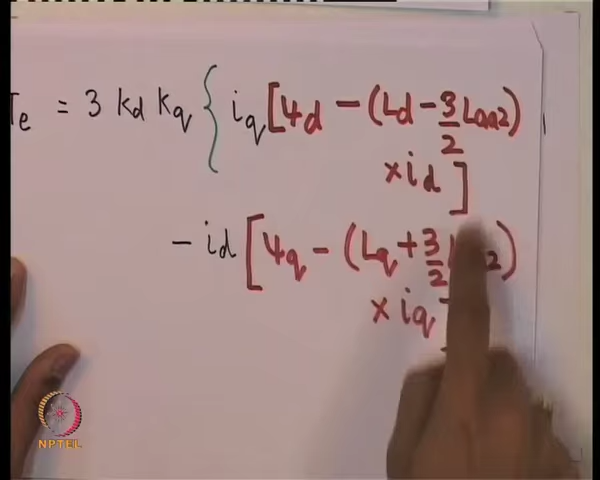 Te = 3 Kd Kq { iq [ Ψd - (Ld - 3/2 Laa2)
× id ]
- id [ Ψq - (Lq + 3/2
× iq
NPTEL